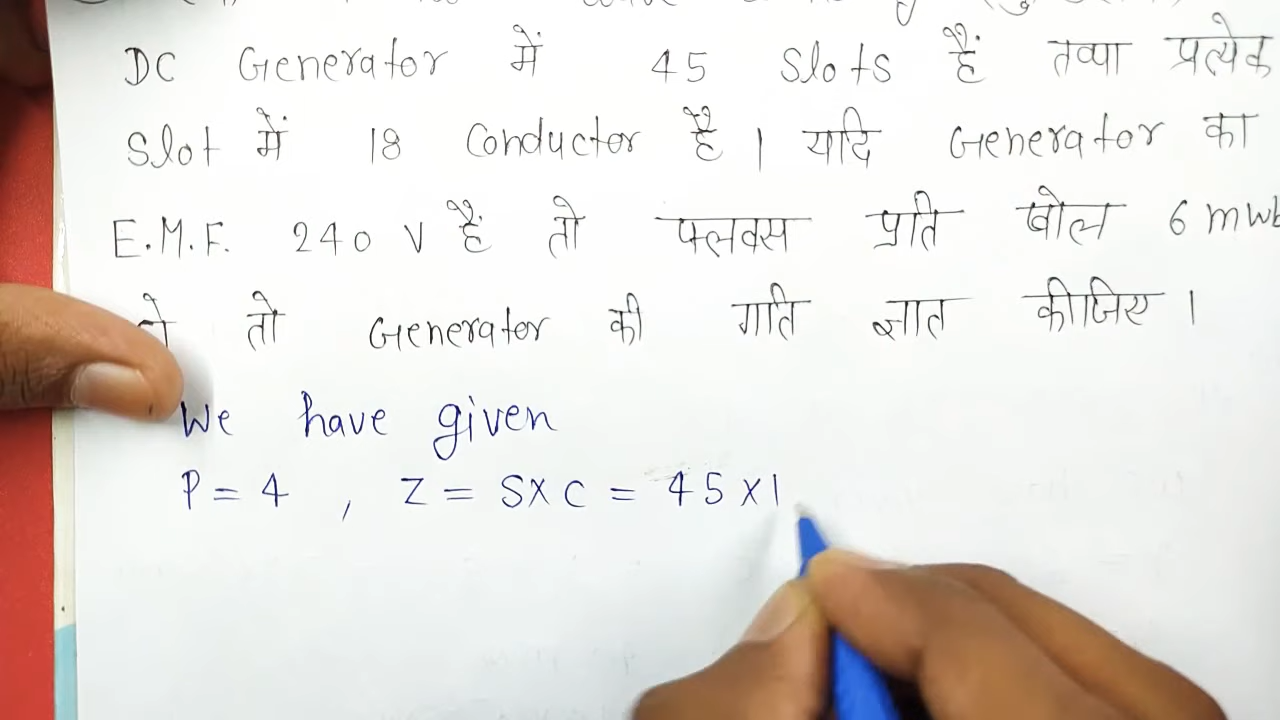 DC Generator में 45 Slots हैं तथा प्रत्येक
Slot में 18 Conductor हैं । यदि Generator का
E.M.F. 240 V है तो फ्लक्स प्रति पोल 6 mwb
तो Generator की गति ज्ञात कीजिए ।
We have given
P = 4 , Z = S×C = 45×1